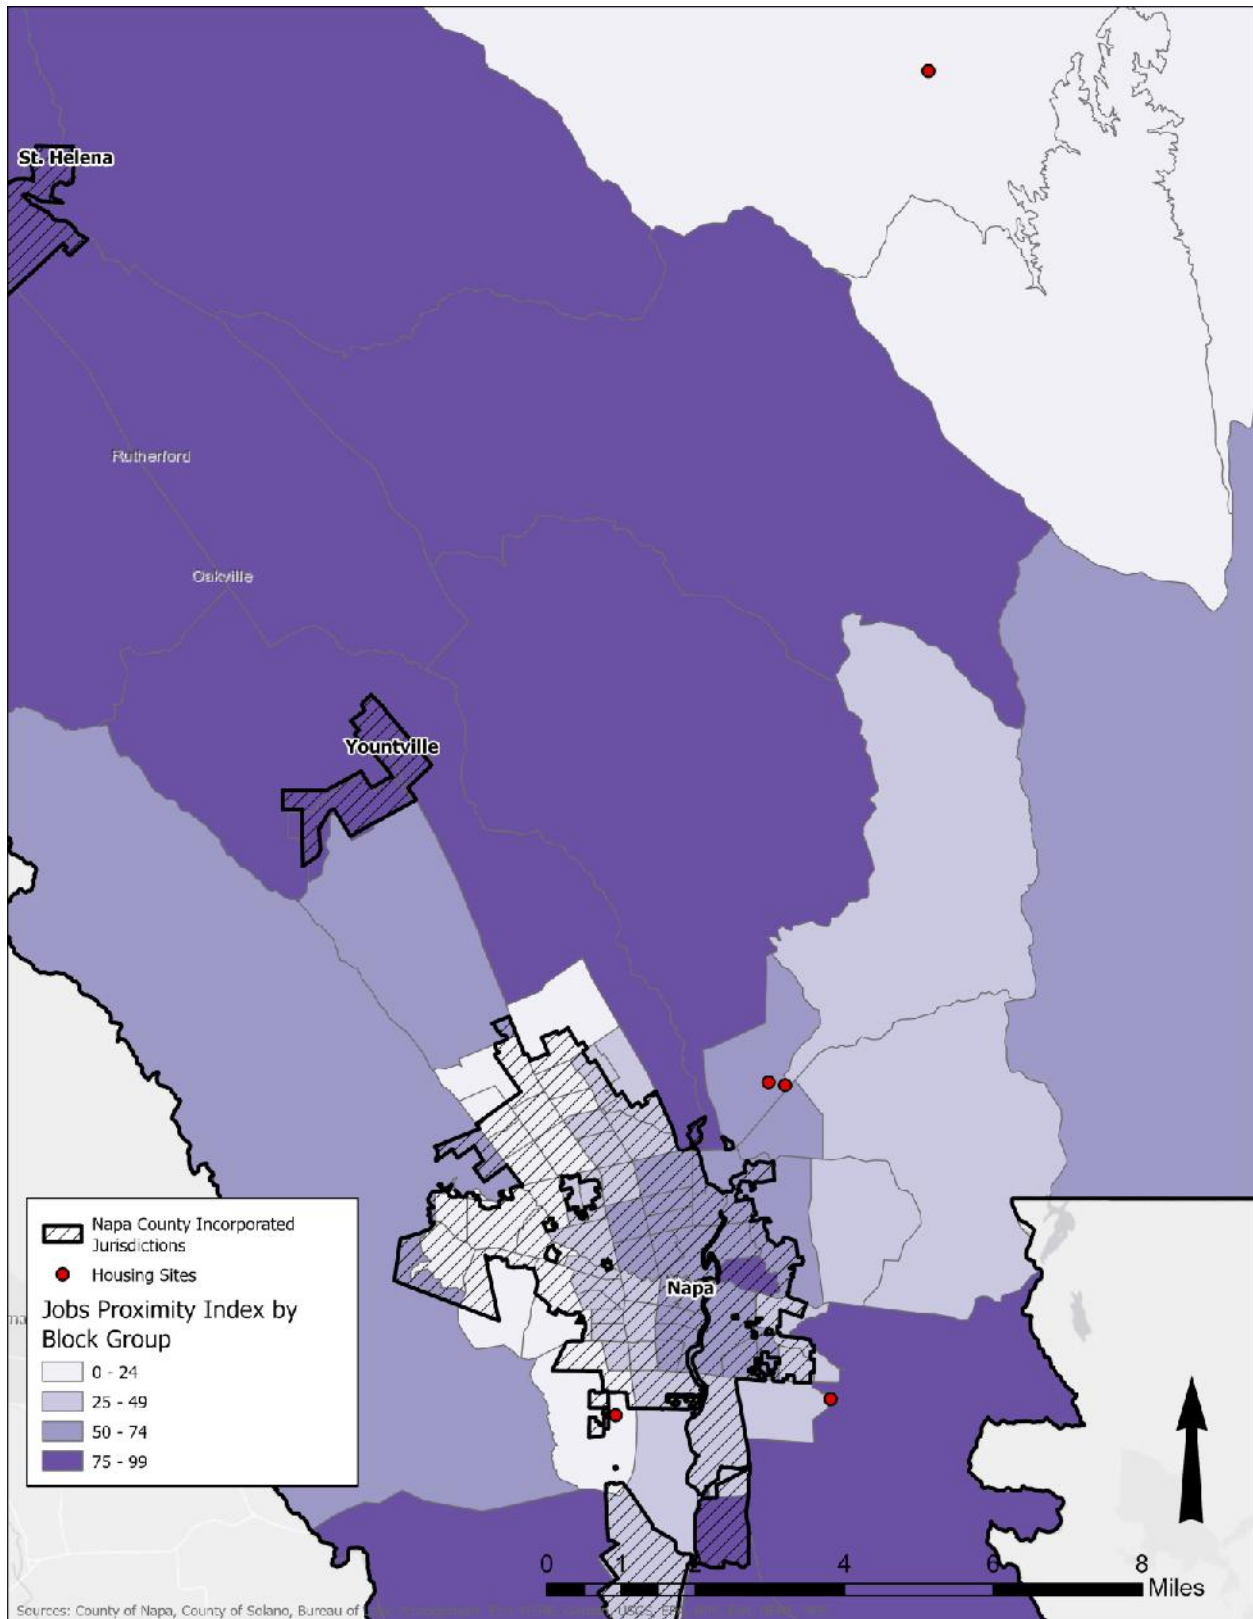 St. Helena
Rutherford
Oakville
Yountville
Napa
ma
Napa County Incorporated
Jurisdictions
Housing Sites
Jobs Proximity Index by
Block Group
0 - 24
25 - 49
50 - 74
75 - 99
0 1 2 4 6 8
Miles
Sources: County of Napa, County of Solano, Bureau of